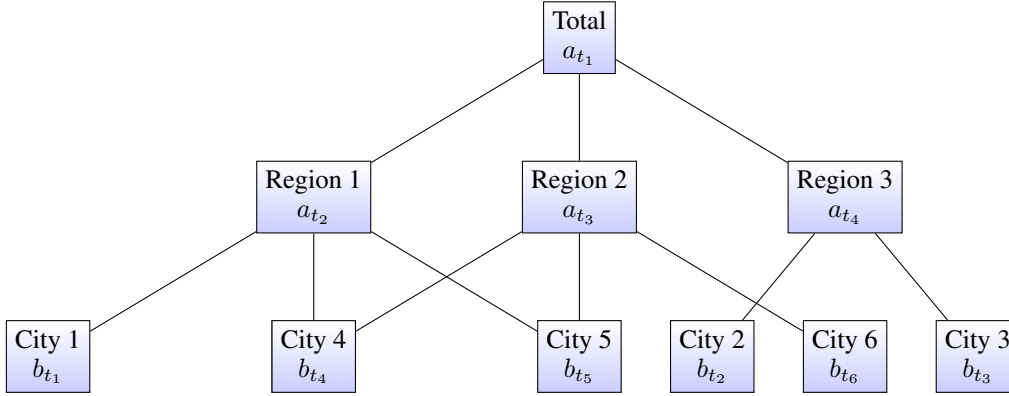 Total
a_{t_1}
Region 1
a_{t_2}
Region 2
a_{t_3}
Region 3
a_{t_4}
City 1
b_{t_1}
City 4
b_{t_4}
City 5
b_{t_5}
City 2
b_{t_2}
City 6
b_{t_6}
City 3
b_{t_3}